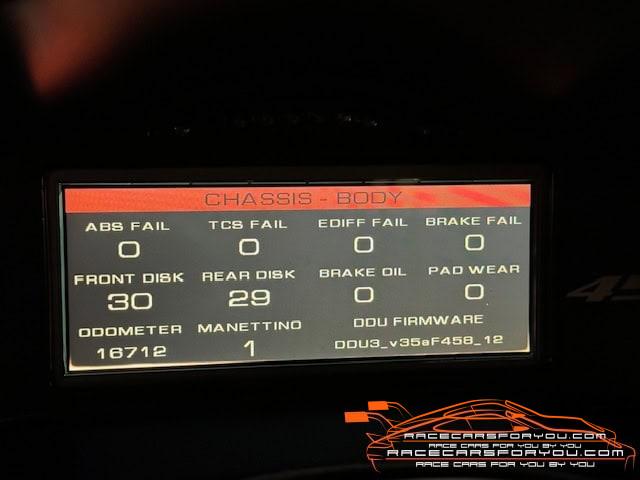 CHASSIS - BODY
ABS FAIL TCS FAIL EDIFF FAIL BRAKE FAIL
0 0 0 0
FRONT DISK REAR DISK BRAKE OIL PAD WEAR
30 29 0 0
ODOMETER MANETTINO DDU FIRMWARE
16712 1 DDU3_v35aF458_12
45
RACECARSFORYOU.COM
RACE CARS FOR YOU BY YOU
RACECARSFORYOU.COM
RACE CARS FOR YOU BY YOU